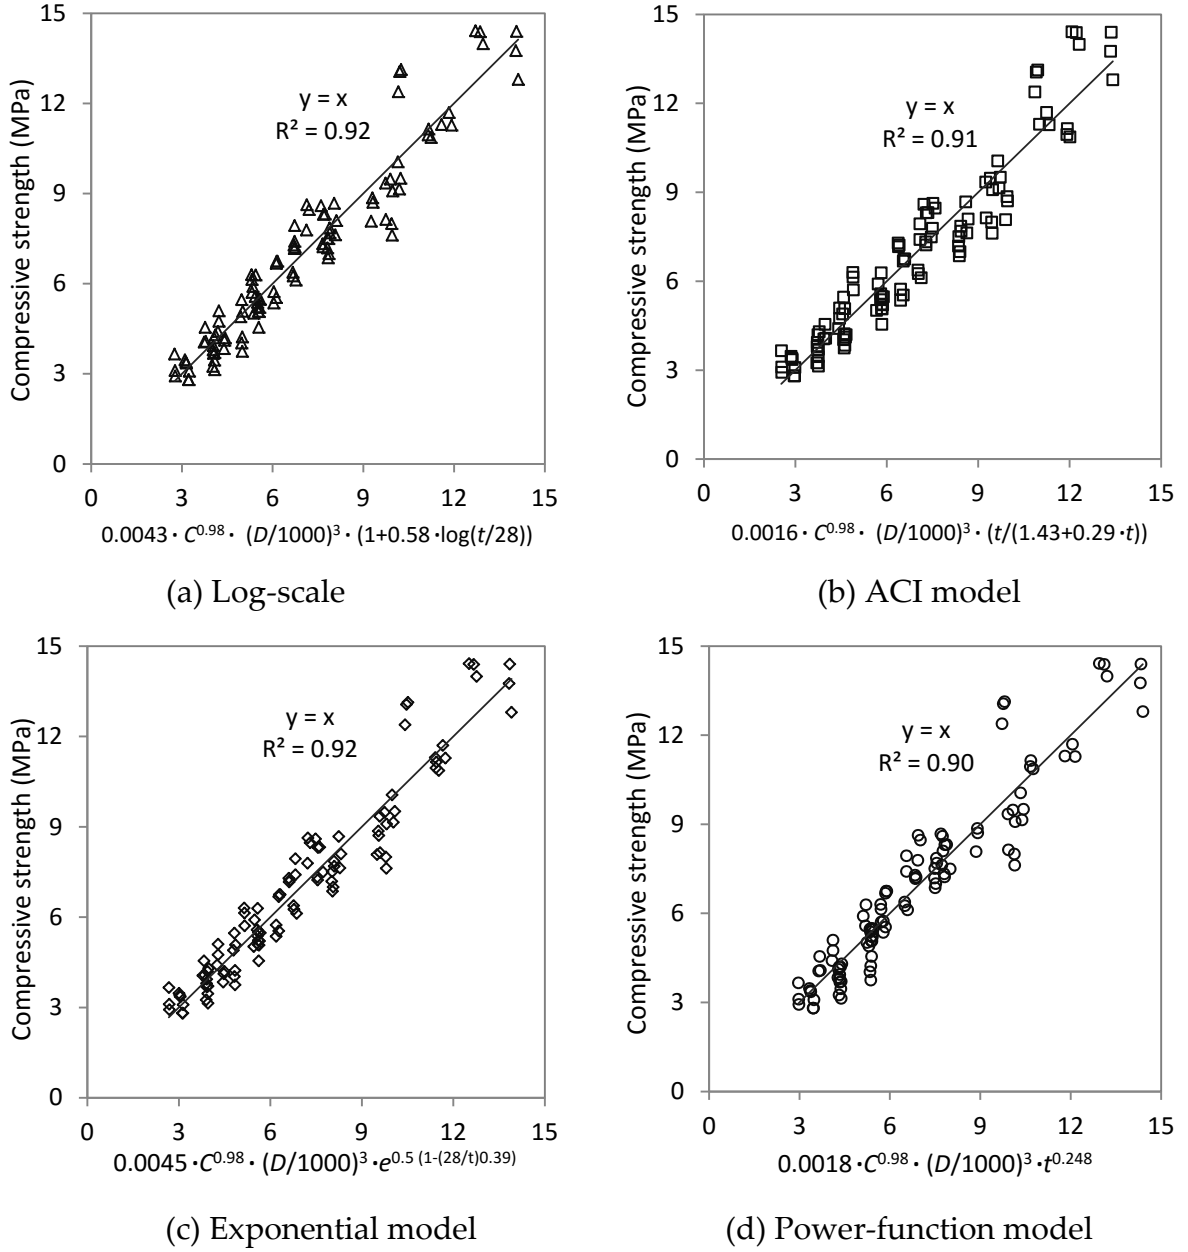 15
12
9
6
3
0
Compressive strength (MPa)
y = x
R² = 0.92
0 3 6 9 12 15
0.0043 · C^0.98 · (D/1000)³ · (1+0.58 ·log(t/28))
(a) Log-scale
15
12
9
6
3
0
Compressive strength (MPa)
y = x
R² = 0.91
0 3 6 9 12 15
0.0016 · C^0.98 · (D/1000)³ · (t/(1.43+0.29 ·t))
(b) ACI model
15
12
9
6
3
0
Compressive strength (MPa)
y = x
R² = 0.92
0 3 6 9 12 15
0.0045 ·C^0.98 · (D/1000)³ ·e^0.5 (1-(28/t)0.39)
(c) Exponential model
15
12
9
6
3
0
Compressive strength (MPa)
y = x
R² = 0.90
0 3 6 9 12 15
0.0018 ·C^0.98 · (D/1000)³ · t^0.248
(d) Power-function model